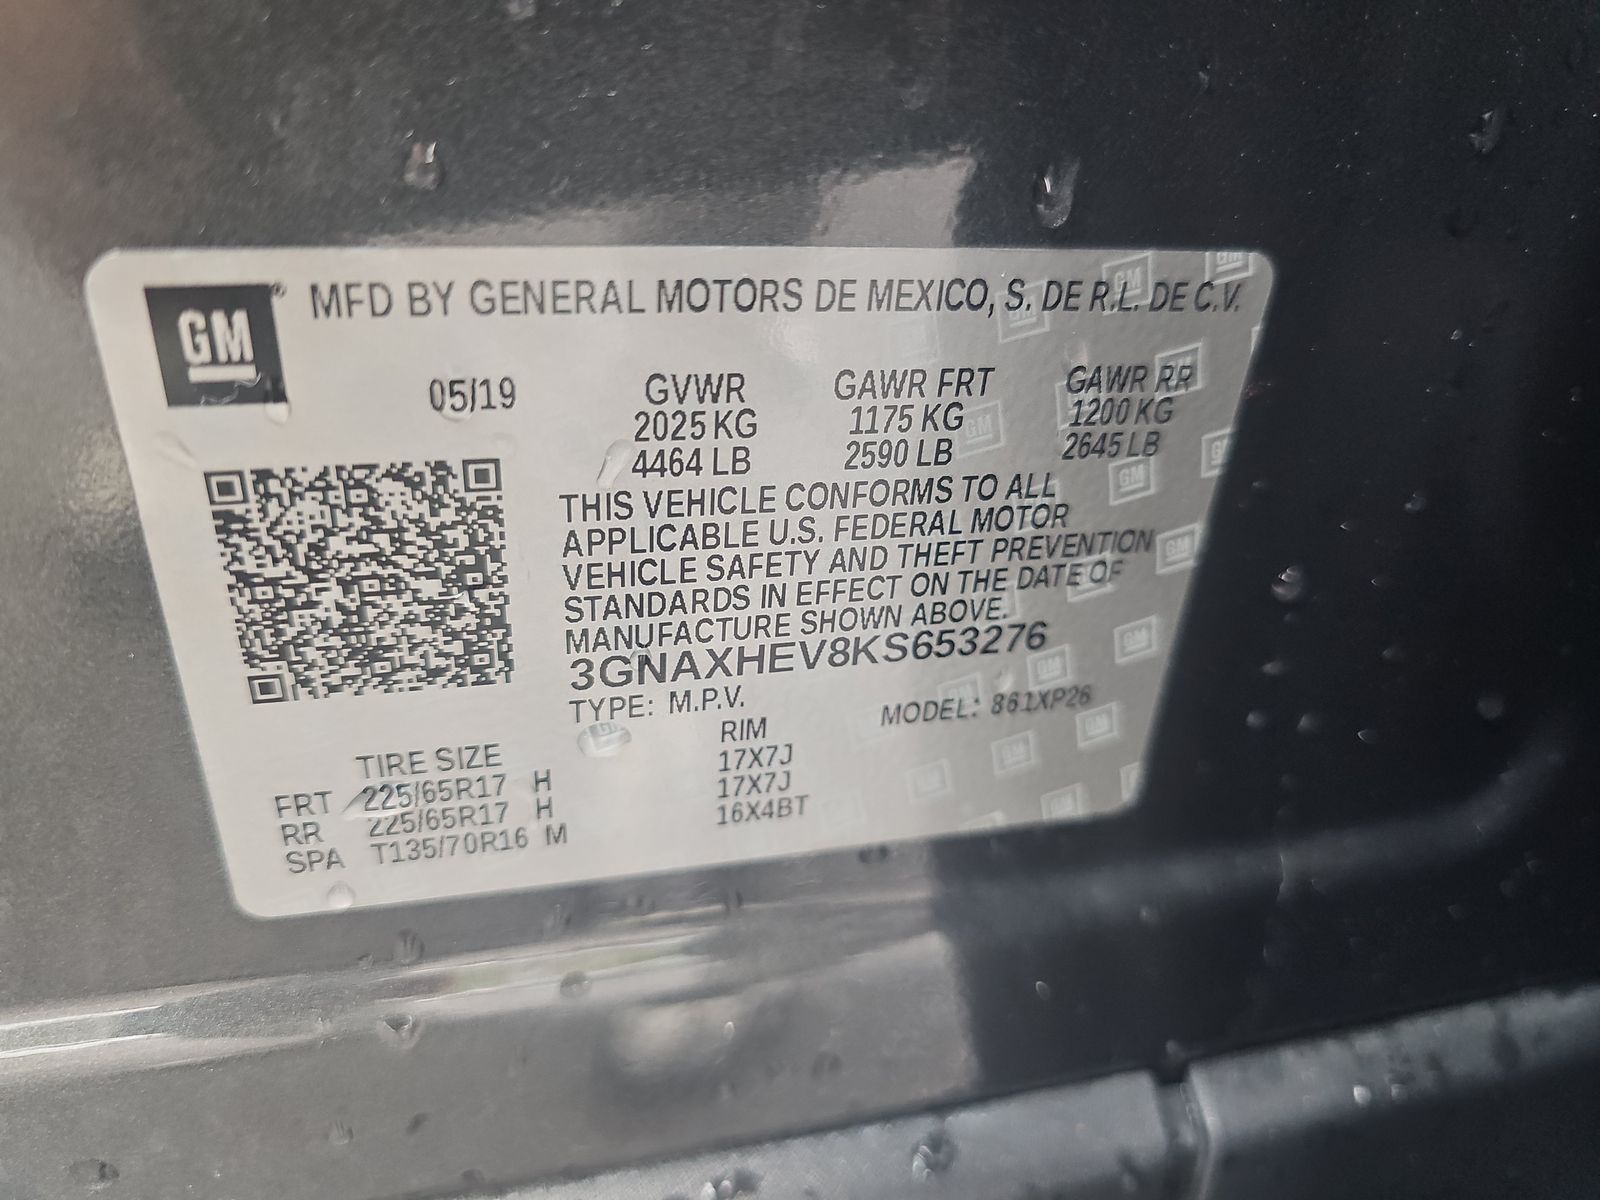 GM® MFD BY GENERAL MOTORS DE MEXICO, S. DE R.L. DE C.V.
05/19 GVWR GAWR FRT GAWR RR
2025 KG 1175 KG 1200 KG
4464 LB 2590 LB 2645 LB
THIS VEHICLE CONFORMS TO ALL
APPLICABLE U.S. FEDERAL MOTOR
VEHICLE SAFETY AND THEFT PREVENTION
STANDARDS IN EFFECT ON THE DATE OF
MANUFACTURE SHOWN ABOVE.
3GNAXHEV8KS653276
TYPE: M.P.V. MODEL: 861XP26
TIRE SIZE RIM
FRT 225/65R17 H 17X7J
RR 225/65R17 H 17X7J
SPA T135/70R16 M 16X4BT